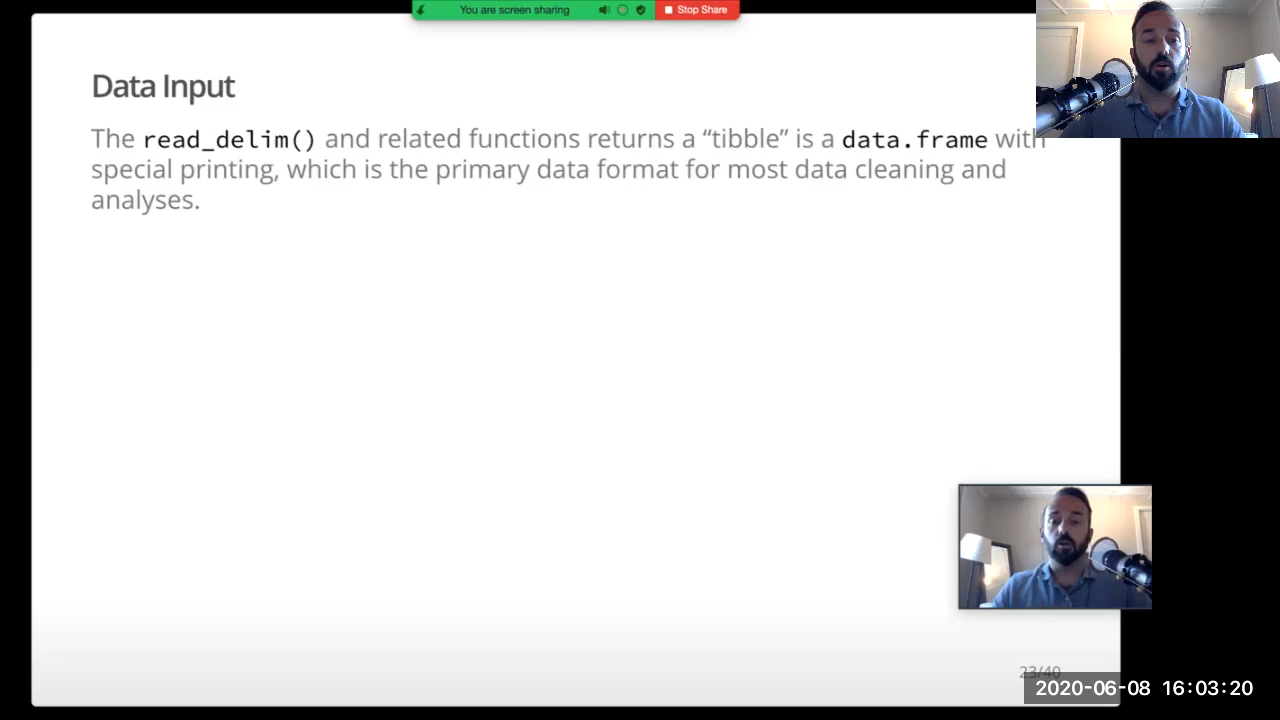 You are screen sharing Stop Share
Data Input
The read_delim() and related functions returns a “tibble” is a data.frame with
special printing, which is the primary data format for most data cleaning and
analyses.
23/40
2020-06-08 16:03:20